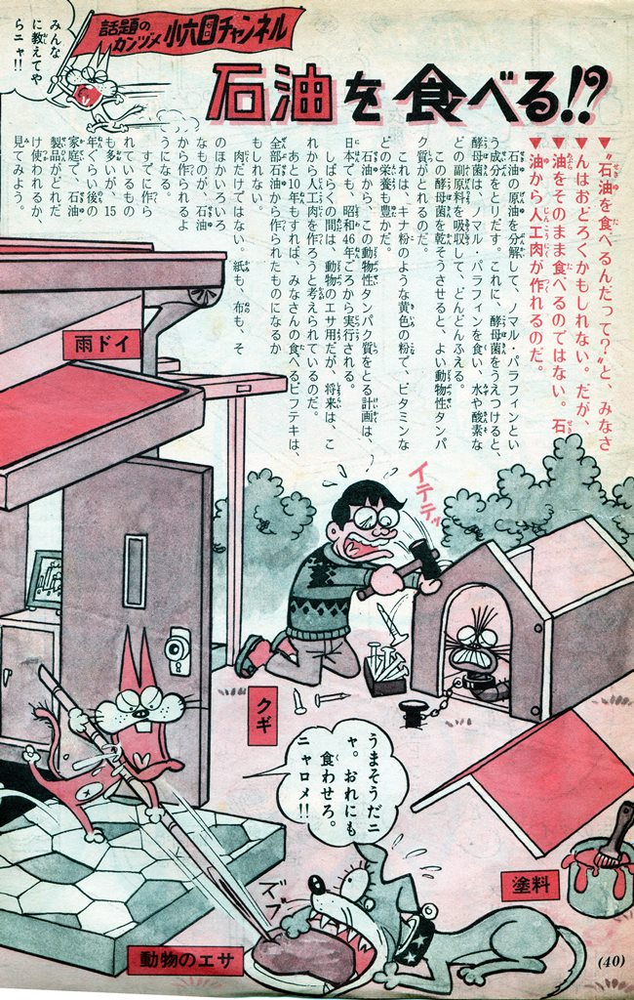 みんな
に教えてや
らニャ!!
話題の
カンヅメ
小六チャンネル
石油を食べる!?
▼〝石油を食べるんだって？〟と、みなさ
▼んはおどろくかもしれない。だが、
▼油をそのまま食べるのではない。石
▼油から人工肉が作れるのだ。
石油の原油を分解して、ノマル・パラフィンとい
う成分をとりだす。これに、酵母菌をうえつけると、
酵母菌は、ノマル・パラフィンを食い、水や酸素な
どの副原料を吸収して、どんどんふえる。
この酵母菌を乾そうさせると、よい動物性タンパ
ク質がとれるのだ。
これは、キナ粉のような黄色の粉で、ビタミンな
どの栄養も豊かだ。
石油から、この動物性タンパク質をとる計画は、
日本でも、昭和46年ごろから実行される。
しばらくの間は、動物のエサ用だが、将来は、こ
れから人工肉を作ろうと考えられているのだ。
あと10年もすれば、みなさんの食べるビフテキは、
全部石油から作られたものになるか
もしれない。
肉だけではない。紙も、布も、そ
のほかいろいろ
なものが、石油
から作られるよ
うになる。
すでに作ら
れているもの
も多いが、15
年ぐらい後の
家庭で、石油
製品がどれだ
け使われるか、
見てみよう。
雨ドイ
イテテッ
クギ
うまそうだニ
ャ。おれにも
食わせろ。
ニャロメ!!
塗料
ズブ
動物のエサ
(40)